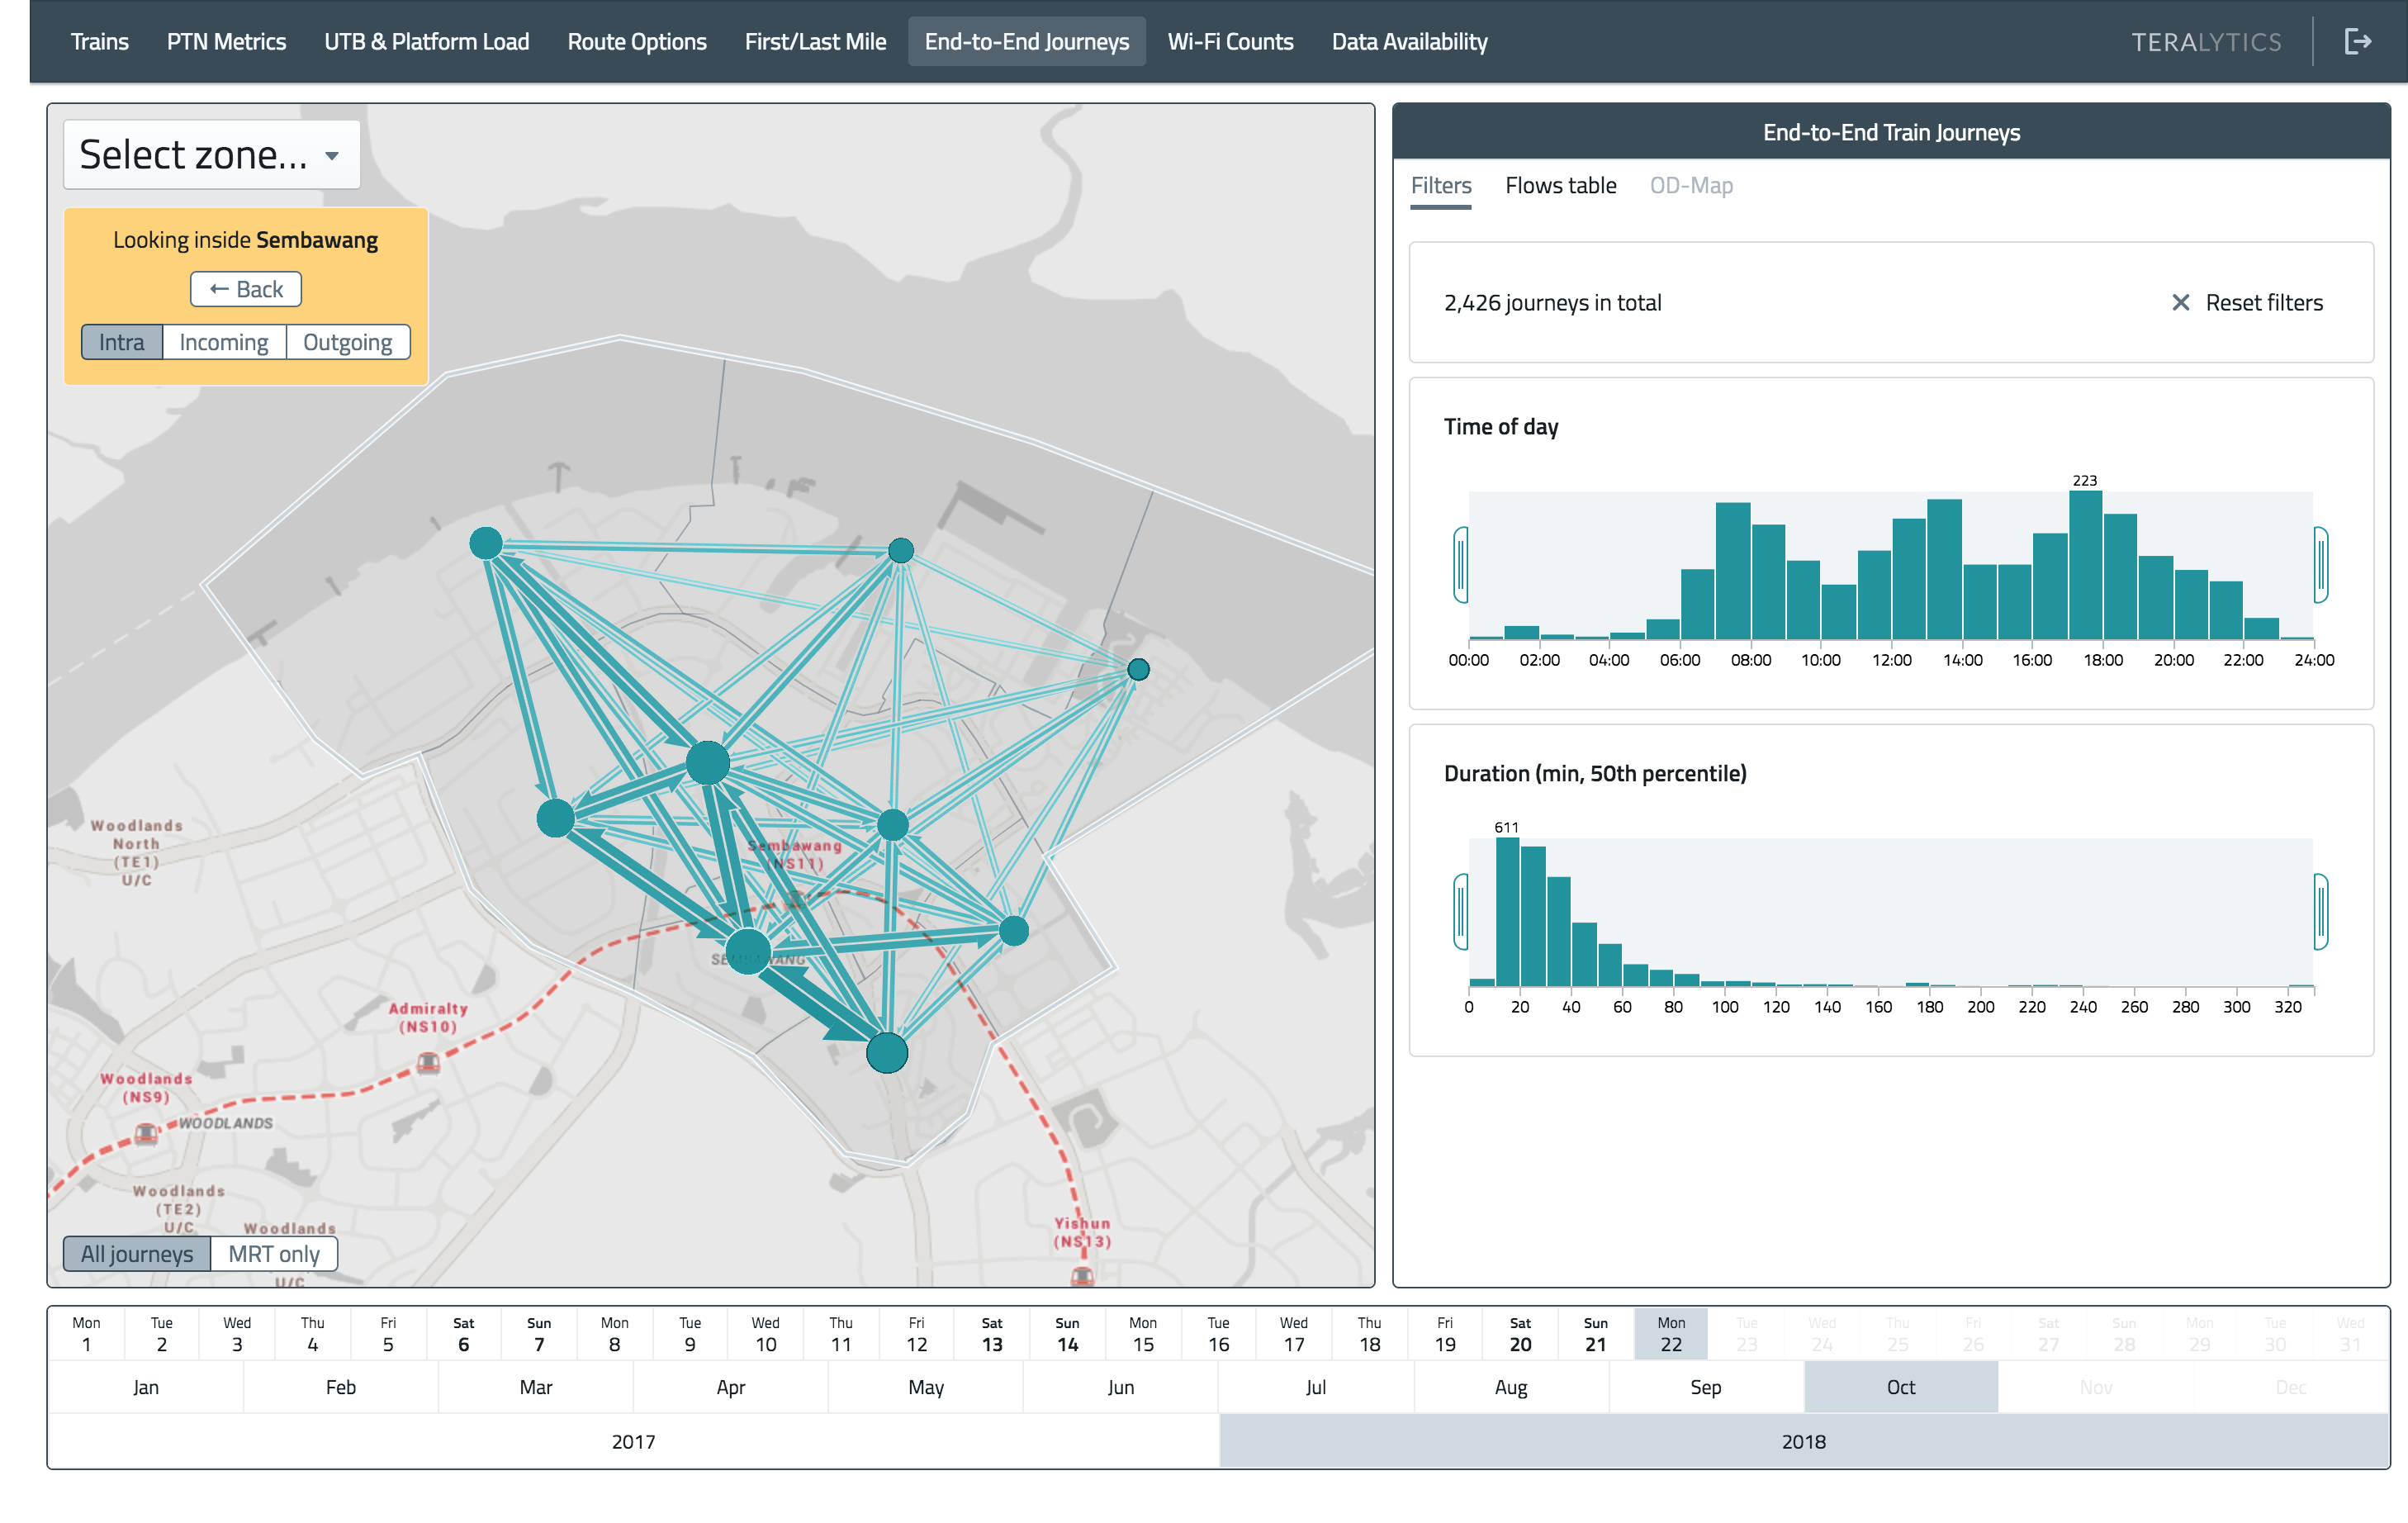 Trains PTN Metrics UTB & Platform Load Route Options First/Last Mile End-to-End Journeys Wi-Fi Counts Data Availability TERALYTICS
Select zone...
Looking inside Sembawang
← Back
Intra Incoming Outgoing
Woodlands
North
(TE1)
U/C
Sembawang
(NS11)
SEMBAWANG
Admiralty
(NS10)
Woodlands
(NS9)
WOODLANDS
Woodlands
(TE2)
U/C
Woodlands
U/C
Yishun
(NS13)
All journeys MRT only
End-to-End Train Journeys
Filters Flows table OD-Map
2,426 journeys in total
× Reset filters
Time of day
223
00:00 02:00 04:00 06:00 08:00 10:00 12:00 14:00 16:00 18:00 20:00 22:00 24:00
Duration (min, 50th percentile)
611
0 20 40 60 80 100 120 140 160 180 200 220 240 260 280 300 320
Mon Tue Wed Thu Fri Sat Sun Mon Tue Wed Thu Fri Sat Sun Mon Tue Wed Thu Fri Sat Sun Mon Tue Wed Thu Fri Sat Sun Mon Tue Wed
1 2 3 4 5 6 7 8 9 10 11 12 13 14 15 16 17 18 19 20 21 22 23 24 25 26 27 28 29 30 31
Jan Feb Mar Apr May Jun Jul Aug Sep Oct Nov Dec
2017 2018